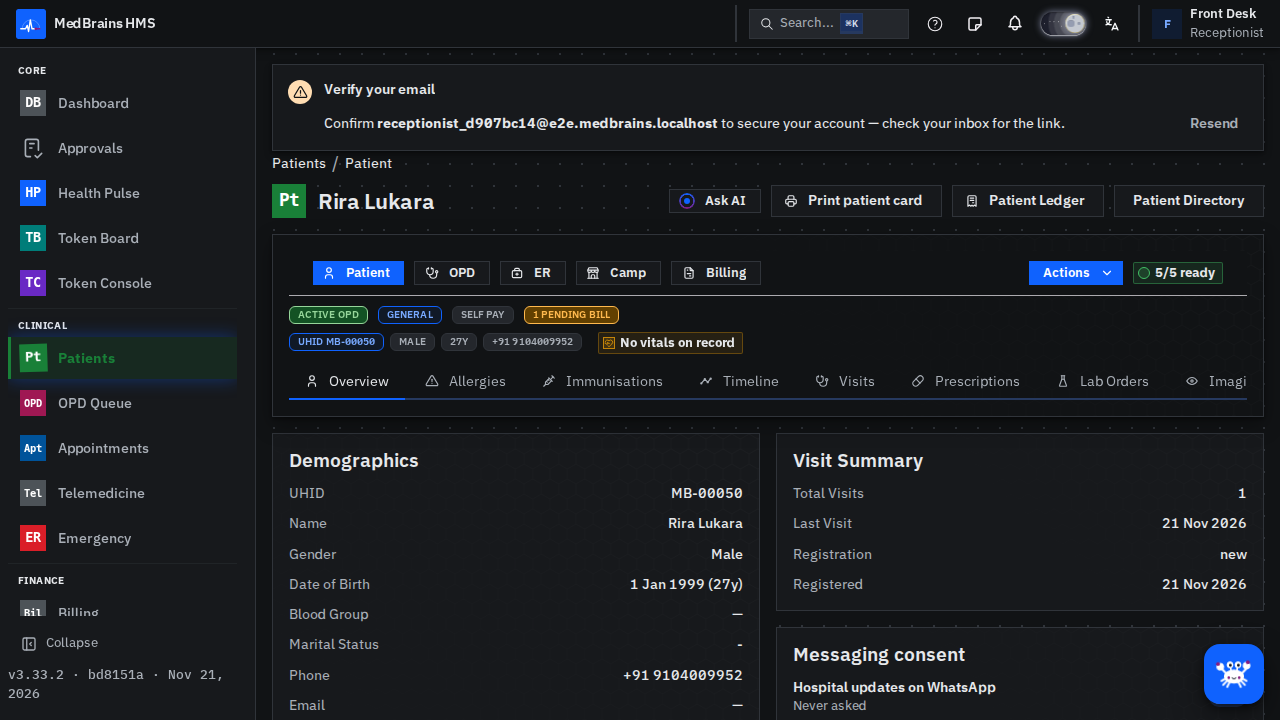 MedBrains HMS
Search... ⌘K
F
Front Desk
Receptionist
CORE
DB Dashboard
Approvals
HP Health Pulse
TB Token Board
TC Token Console
CLINICAL
Pt Patients
OPD OPD Queue
Apt Appointments
Tel Telemedicine
ER Emergency
FINANCE
Bil Billing
Collapse
v3.33.2 · bd8151a · Nov 21, 2026
Verify your email
Confirm receptionist_d907bc14@e2e.medbrains.localhost to secure your account — check your inbox for the link.
Resend
Patients / Patient
Pt Rira Lukara
Ask AI
Print patient card
Patient Ledger
Patient Directory
Patient
OPD
ER
Camp
Billing
Actions
5/5 ready
ACTIVE OPD
GENERAL
SELF PAY
1 PENDING BILL
UHID MB-00050
MALE
27Y
+91 9104009952
No vitals on record
Overview
Allergies
Immunisations
Timeline
Visits
Prescriptions
Lab Orders
Imagi
Demographics
UHID MB-00050
Name Rira Lukara
Gender Male
Date of Birth 1 Jan 1999 (27y)
Blood Group —
Marital Status -
Phone +91 9104009952
Email —
Visit Summary
Total Visits 1
Last Visit 21 Nov 2026
Registration new
Registered 21 Nov 2026
Messaging consent
Hospital updates on WhatsApp
Never asked